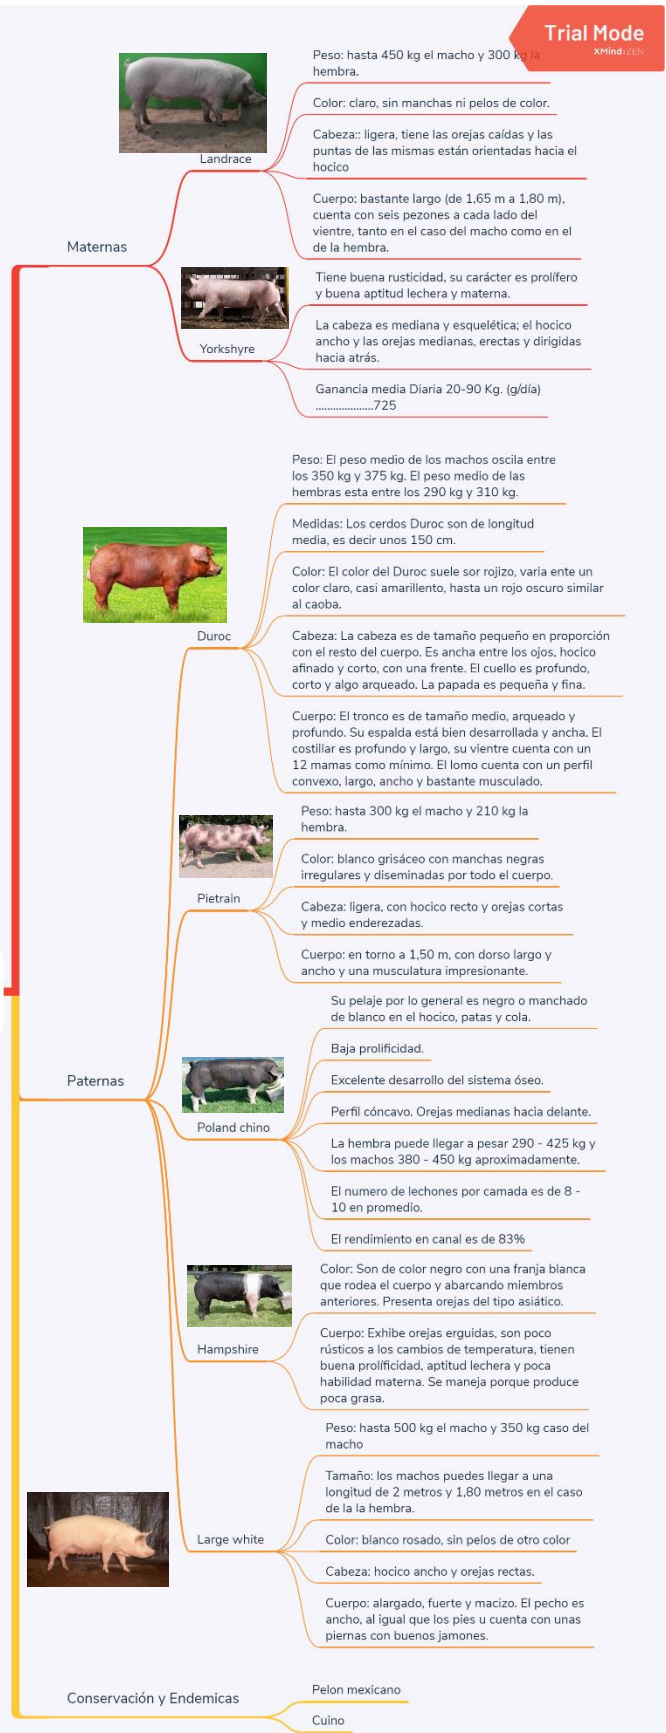 Trial Mode
XMind:ZEN
Peso: hasta 450 kg el macho y 300 kg la
hembra.
Color: claro, sin manchas ni pelos de color.
Cabeza:: ligera, tiene las orejas caídas y las
puntas de las mismas están orientadas hacia el
hocico
Landrace
Cuerpo: bastante largo (de 1,65 m a 1,80 m),
cuenta con seis pezones a cada lado del
vientre, tanto en el caso del macho como en el
de la hembra.
Maternas
Tiene buena rusticidad, su carácter es prolífero
y buena aptitud lechera y materna.
La cabeza es mediana y esquelética; el hocico
ancho y las orejas medianas, erectas y dirigidas
hacia atrás.
Yorkshyre
Ganancia media Diaria 20-90 Kg. (g/día)
....................725
Peso: El peso medio de los machos oscila entre
los 350 kg y 375 kg. El peso medio de las
hembras esta entre los 290 kg y 310 kg.
Medidas: Los cerdos Duroc son de longitud
media, es decir unos 150 cm.
Color: El color del Duroc suele sor rojizo, varia ente un
color claro, casi amarillento, hasta un rojo oscuro similar
al caoba.
Duroc
Cabeza: La cabeza es de tamaño pequeño en proporción
con el resto del cuerpo. Es ancha entre los ojos, hocico
afinado y corto, con una frente. El cuello es profundo,
corto y algo arqueado. La papada es pequeña y fina.
Cuerpo: El tronco es de tamaño medio, arqueado y
profundo. Su espalda está bien desarrollada y ancha. El
costillar es profundo y largo, su vientre cuenta con un
12 mamas como mínimo. El lomo cuenta con un perfil
convexo, largo, ancho y bastante musculado.
Peso: hasta 300 kg el macho y 210 kg la
hembra.
Color: blanco grisáceo con manchas negras
irregulares y diseminadas por todo el cuerpo.
Pietrain
Cabeza: ligera, con hocico recto y orejas cortas
y medio enderezadas.
Cuerpo: en torno a 1,50 m, con dorso largo y
ancho y una musculatura impresionante.
Paternas
Su pelaje por lo general es negro o manchado
de blanco en el hocico, patas y cola.
Baja prolificidad.
Excelente desarrollo del sistema óseo.
Perfil cóncavo. Orejas medianas hacia delante.
Poland chino
La hembra puede llegar a pesar 290 - 425 kg y
los machos 380 - 450 kg aproximadamente.
El numero de lechones por camada es de 8 -
10 en promedio.
El rendimiento en canal es de 83%
Color: Son de color negro con una franja blanca
que rodea el cuerpo y abarcando miembros
anteriores. Presenta orejas del tipo asiático.
Hampshire
Cuerpo: Exhibe orejas erguidas, son poco
rústicos a los cambios de temperatura, tienen
buena prolíficidad, aptitud lechera y poca
habilidad materna. Se maneja porque produce
poca grasa.
Peso: hasta 500 kg el macho y 350 kg caso del
macho
Tamaño: los machos puedes llegar a una
longitud de 2 metros y 1,80 metros en el caso
de la la hembra.
Large white
Color: blanco rosado, sin pelos de otro color
Cabeza: hocico ancho y orejas rectas.
Cuerpo: alargado, fuerte y macizo. El pecho es
ancho, al igual que los pies u cuenta con unas
piernas con buenos jamones.
Conservación y Endemicas
Pelon mexicano
Cuino